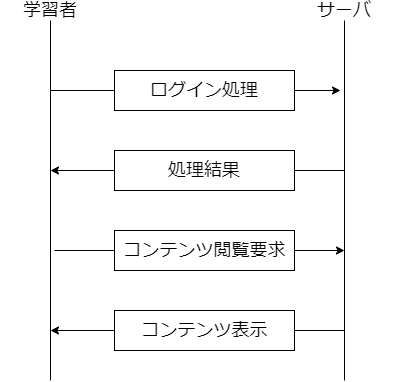 学習者
サーバ
ログイン処理
処理結果
コンテンツ閲覧要求
コンテンツ表示